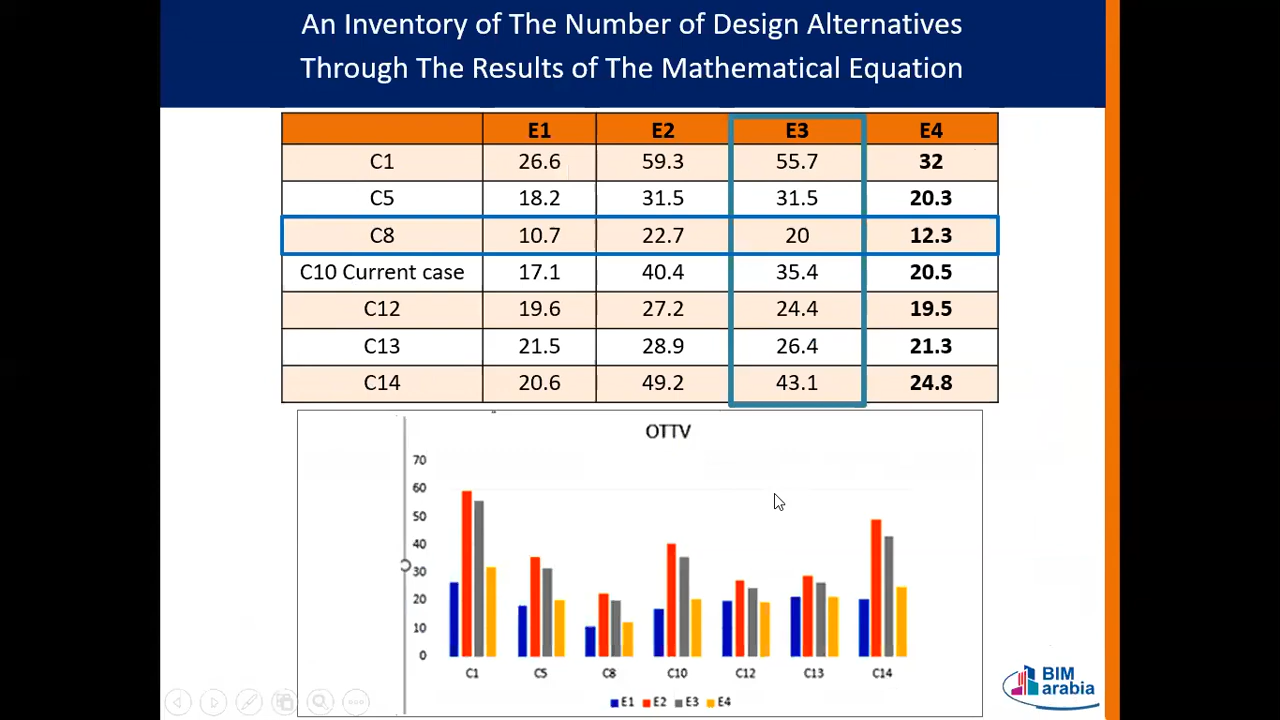 An Inventory of The Number of Design Alternatives
Through The Results of The Mathematical Equation
E1 E2 E3 E4
C1 26.6 59.3 55.7 32
C5 18.2 31.5 31.5 20.3
C8 10.7 22.7 20 12.3
C10 Current case 17.1 40.4 35.4 20.5
C12 19.6 27.2 24.4 19.5
C13 21.5 28.9 26.4 21.3
C14 20.6 49.2 43.1 24.8
OTTV
70
60
50
40
30
20
10
0
C1 C5 C8 C10 C12 C13 C14
E1 E2 E3 E4
BIM
arabia